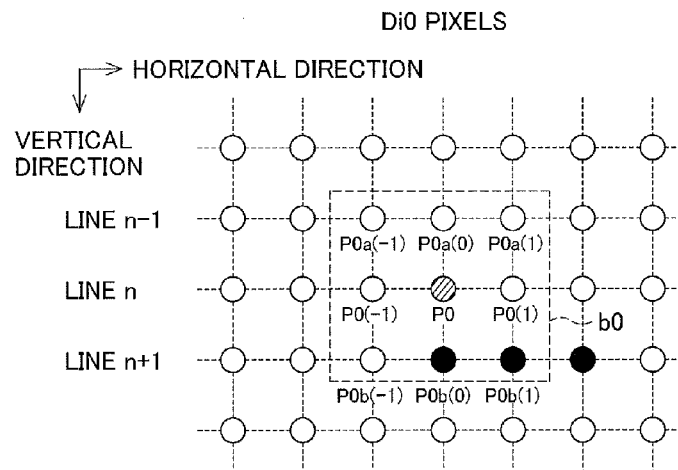 Di0 PIXELS
HORIZONTAL DIRECTION
VERTICAL
DIRECTION
LINE n-1
P0a(-1) P0a(0) P0a(1)
LINE n
P0(-1) P0 P0(1)
b0
LINE n+1
P0b(-1) P0b(0) P0b(1)